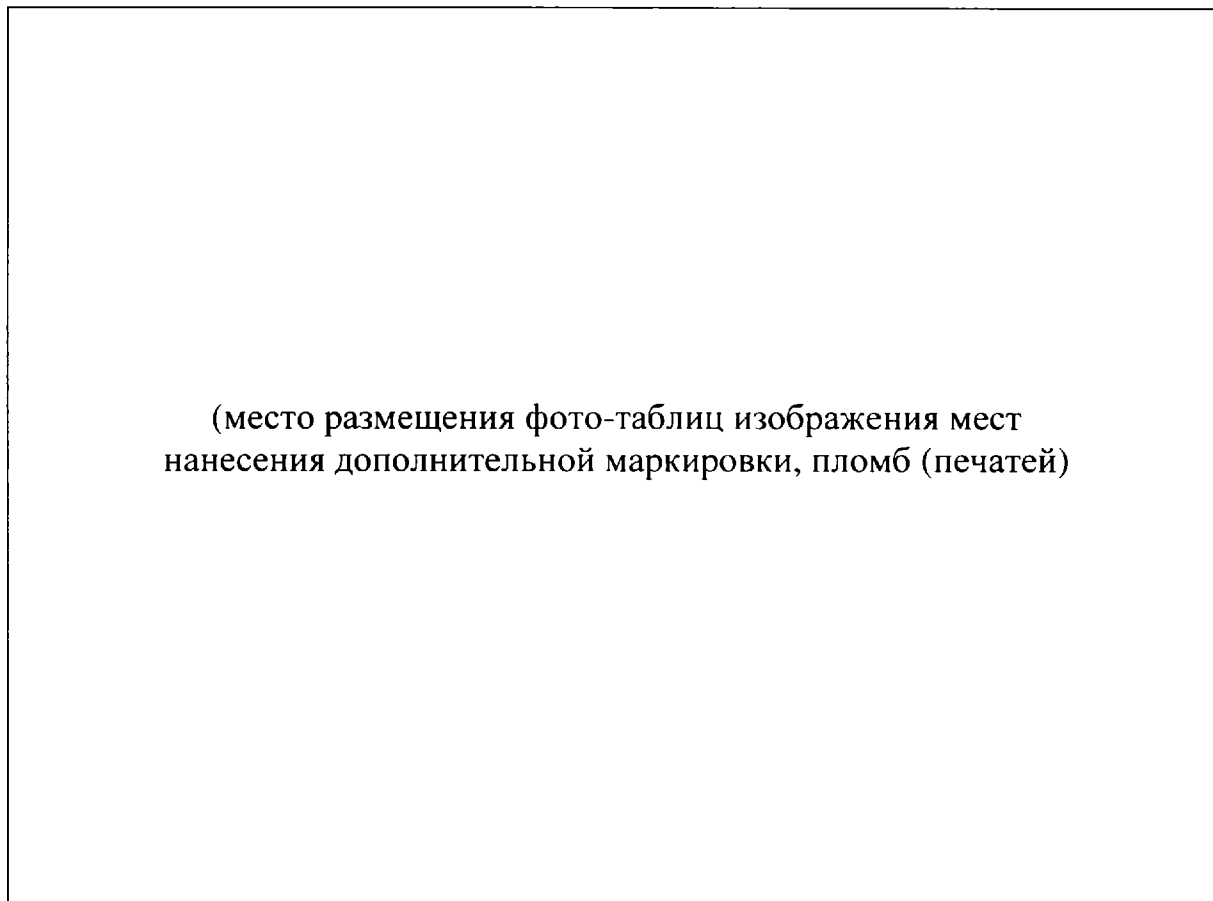 (место размещения фото-таблиц изображения мест
нанесения дополнительной маркировки, пломб (печатей)